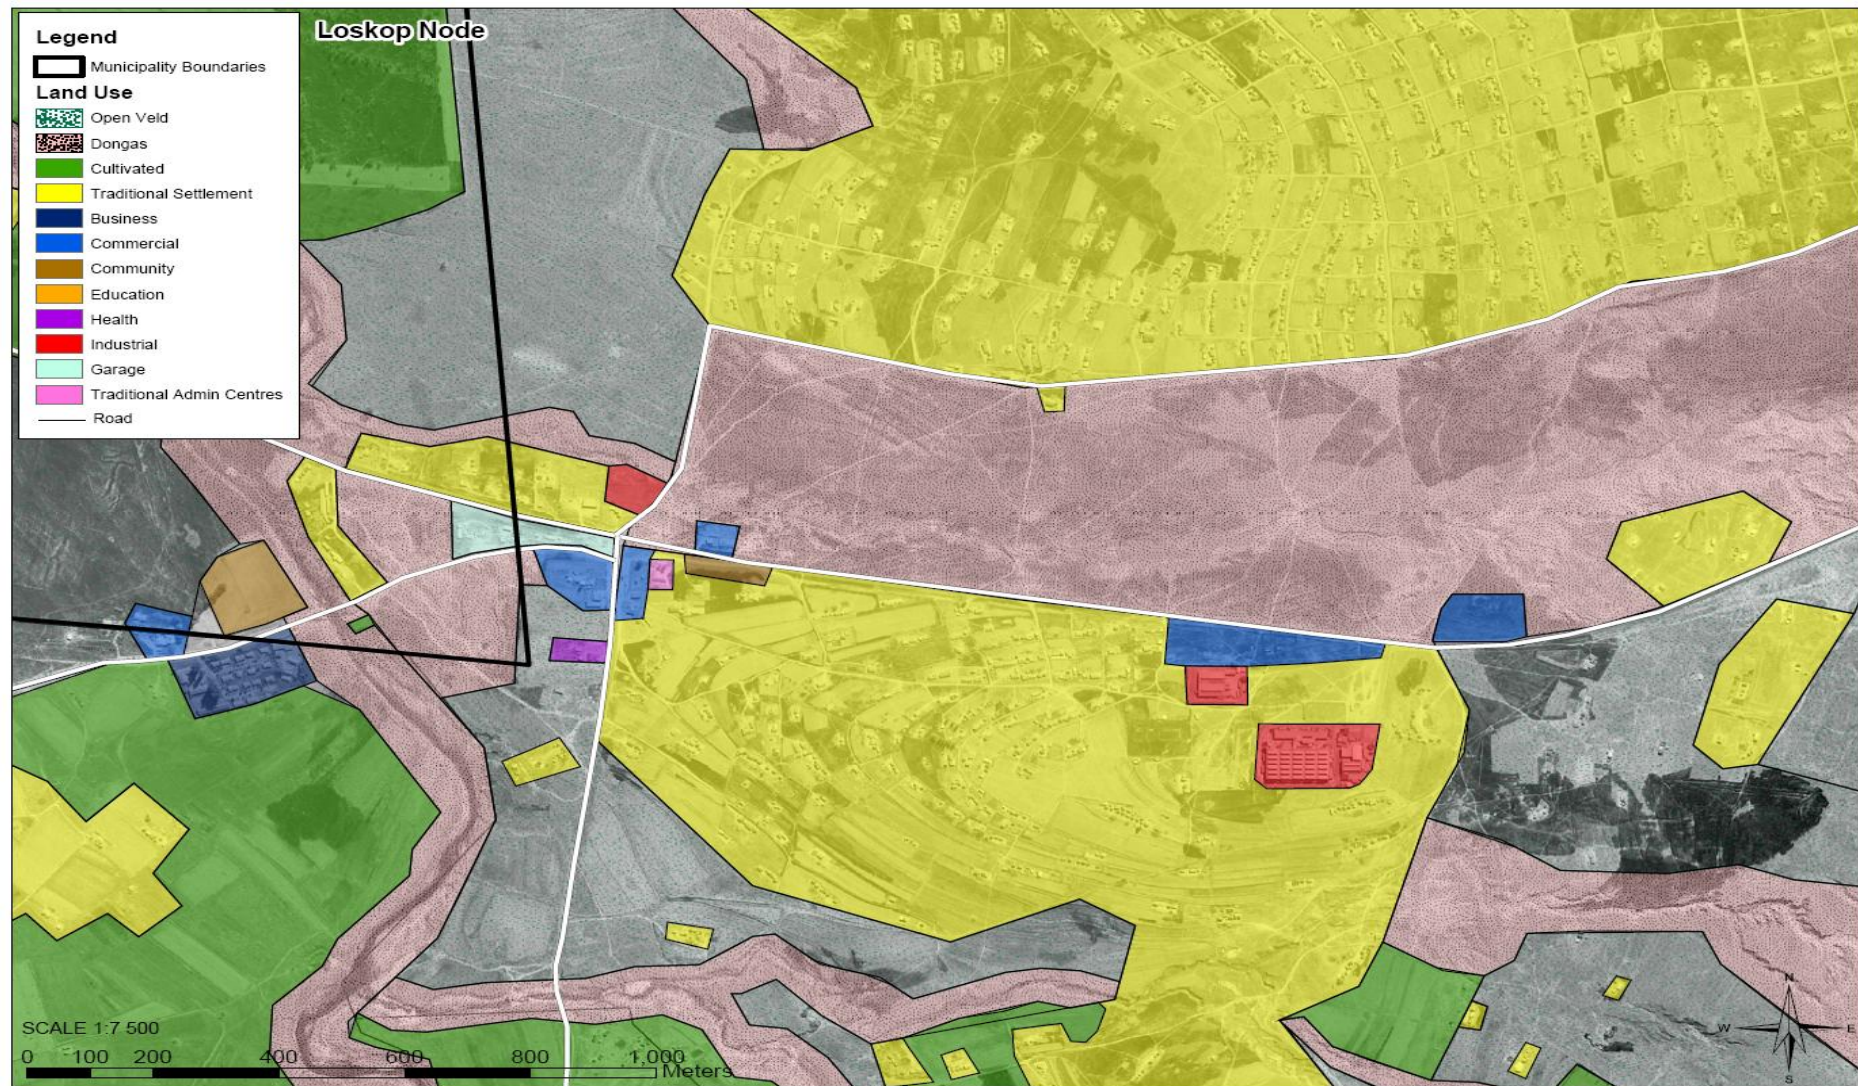 Loskop Node
Legend
Municipality Boundaries
Land Use
Open Veld
Dongas
Cultivated
Traditional Settlement
Business
Commercial
Community
Education
Health
Industrial
Garage
Traditional Admin Centres
Road
SCALE 1:7 500
0 100 200 400 600 800 1,000
Meters
N
W E
S